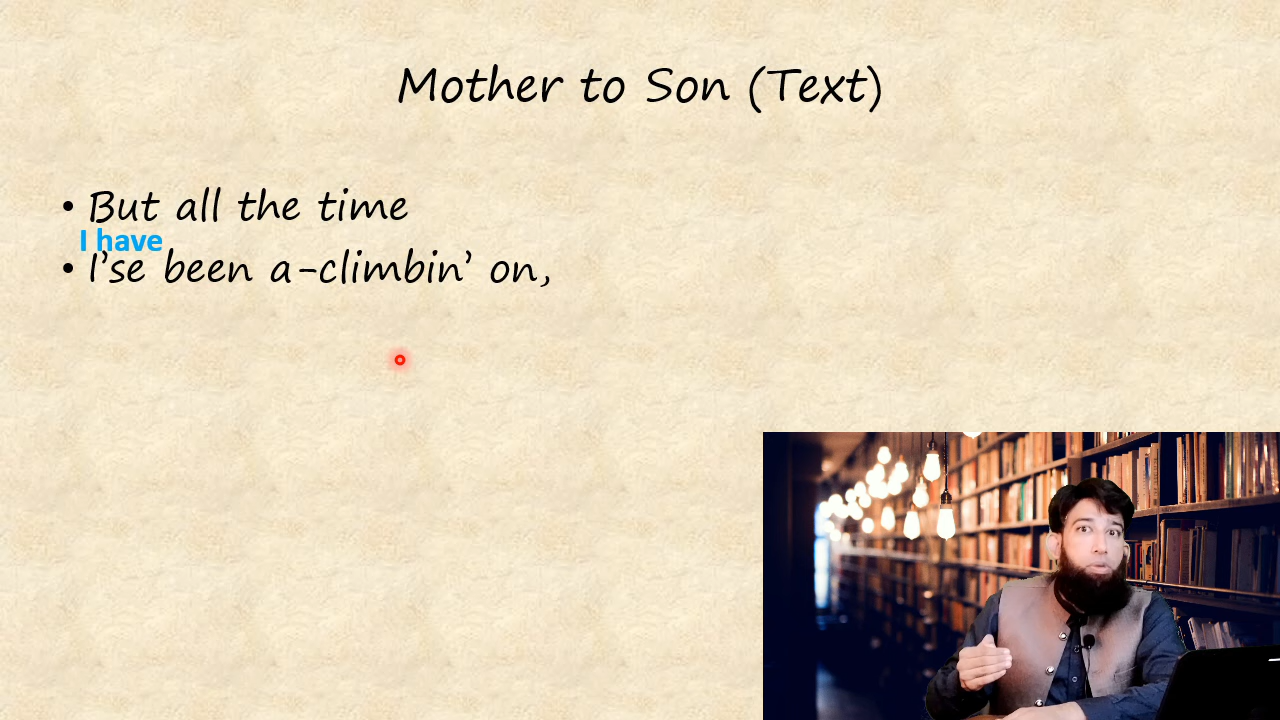 Mother to Son (Text)
• But all the time
I have
• I'se been a-climbin' on,